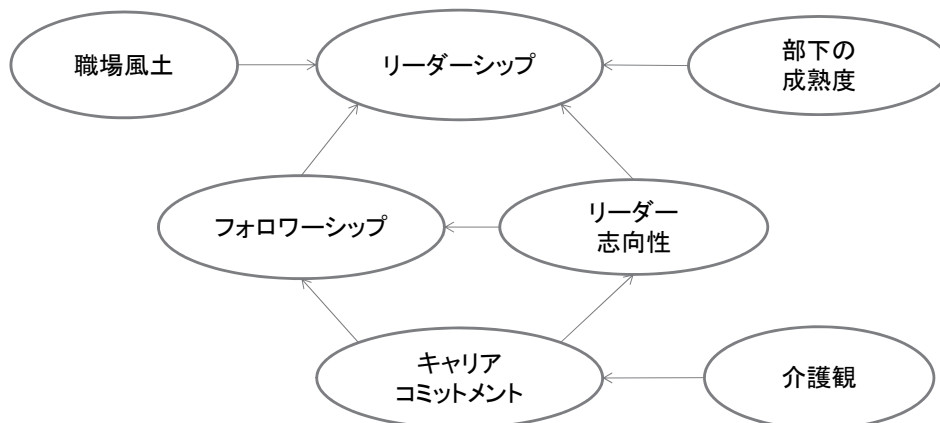 職場風土
リーダーシップ
部下の
成熟度
フォロワーシップ
リーダー
志向性
キャリア
コミットメント
介護観